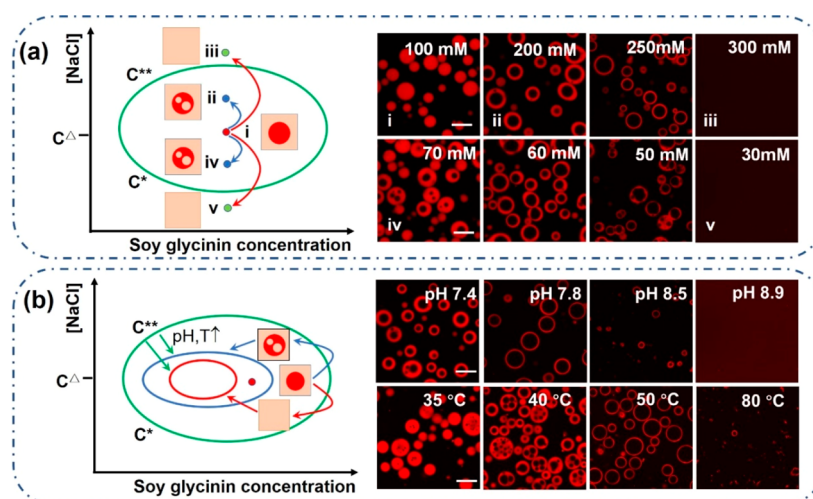 (a)
[NaCl]
C**
C△
C*
iii
ii
i
iv
v
Soy glycinin concentration
100 mM
200 mM
250mM
300 mM
i
ii
iii
70 mM
60 mM
50 mM
30mM
iv
v
(b)
[NaCl]
C**
pH,T↑
C△
C*
Soy glycinin concentration
pH 7.4
pH 7.8
pH 8.5
pH 8.9
35 °C
40 °C
50 °C
80 °C